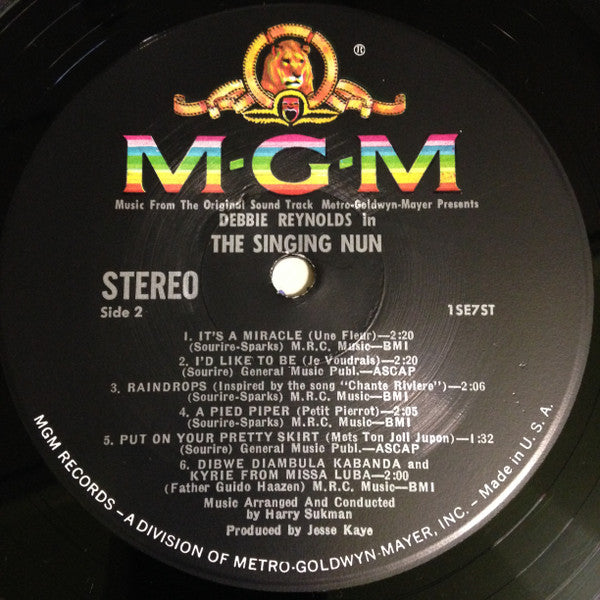 ®
M-G-M
Music From The Original Sound Track Metro-Goldwyn-Mayer Presents
DEBBIE REYNOLDS in
THE SINGING NUN
STEREO
Side 2
1SE7ST
1. IT'S A MIRACLE (Une Fleur)—2:20
(Sourire-Sparks) M.R.C. Music—BMI
2. I'D LIKE TO BE (Je Voudrais)—2:20
(Sourire) General Music Publ.—ASCAP
3. RAINDROPS (Inspired by the song "Chante Riviere")—2:06
(Sourire-Sparks) M.R.C. Music—BMI
4. A PIED PIPER (Petit Pierrot)—2:05
(Sourire-Sparks) M.R.C. Music—BMI
5. PUT ON YOUR PRETTY SKIRT (Mets Ton Joli Jupon)—1:32
(Sourire) General Music Publ.—ASCAP
6. DIBWE DIAMBULA KABANDA and
KYRIE FROM MISSA LUBA—2:00
(Father Guido Haazen) M.R.C. Music—BMI
Music Arranged And Conducted
by Harry Sukman
Produced by Jesse Kaye
MGM RECORDS – A DIVISION OF METRO-GOLDWYN-MAYER, INC. – Made in U.S.A.